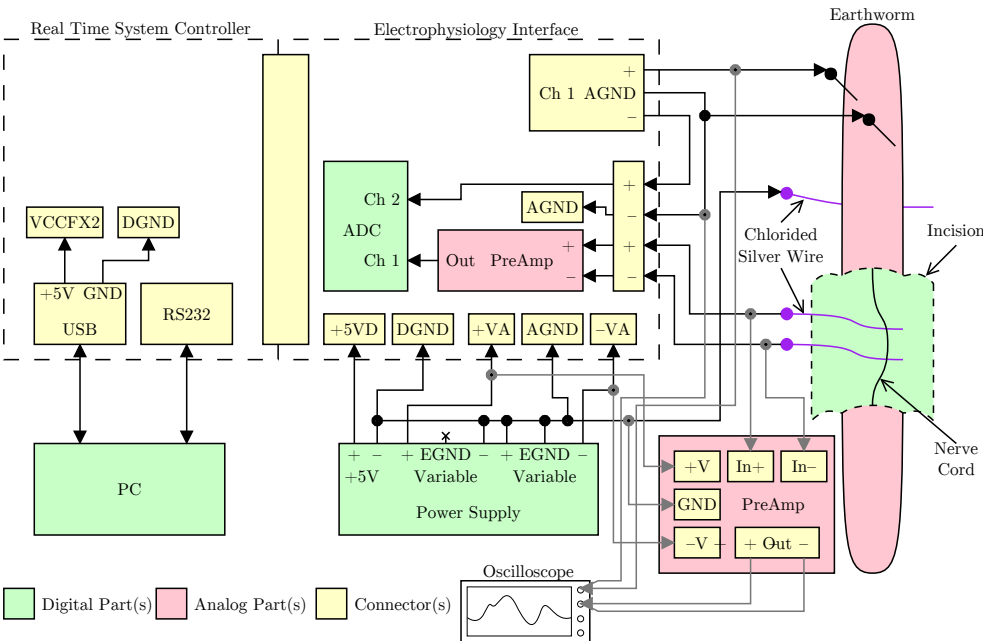 Earthworm
Real Time System Controller
Electrophysiology Interface
+
Ch 1 AGND
−
Ch 2
ADC
Ch 1
AGND
+
−
+
−
Out PreAmp
+
−
VCCFX2
DGND
+5V GND
USB
RS232
Chlorided
Silver Wire
Incision
+5VD
DGND
+VA
AGND
−VA
+ − + EGND − + EGND −
+5V Variable Variable
Power Supply
PC
Nerve
Cord
+V
In+
In−
GND
PreAmp
−V
+ Out −
Oscilloscope
Digital Part(s)
Analog Part(s)
Connector(s)